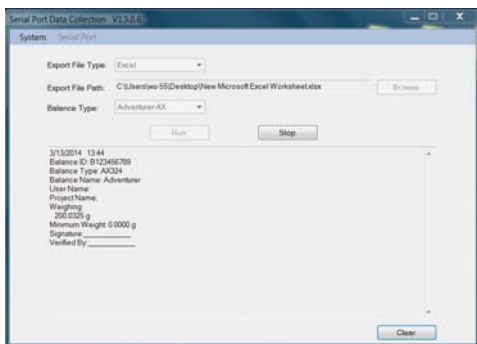 Serial Port Data Collection V1.5.0.6
System Serial Port
Export File Type: Excel
Export File Path: C:\Users\wu-55\Desktop\New Microsoft Excel Worksheet.xlsx Browse
Balance Type: Adventurer-AX
Run Stop
3/13/2014 13:44
Balance ID: B123456789
Balance Type: AX324
Balance Name: Adventurer
User Name:
Project Name:
Weighing
200.0325 g
Minimum Weight:0.0000 g
Signature:___________
Verified By:___________
Clear